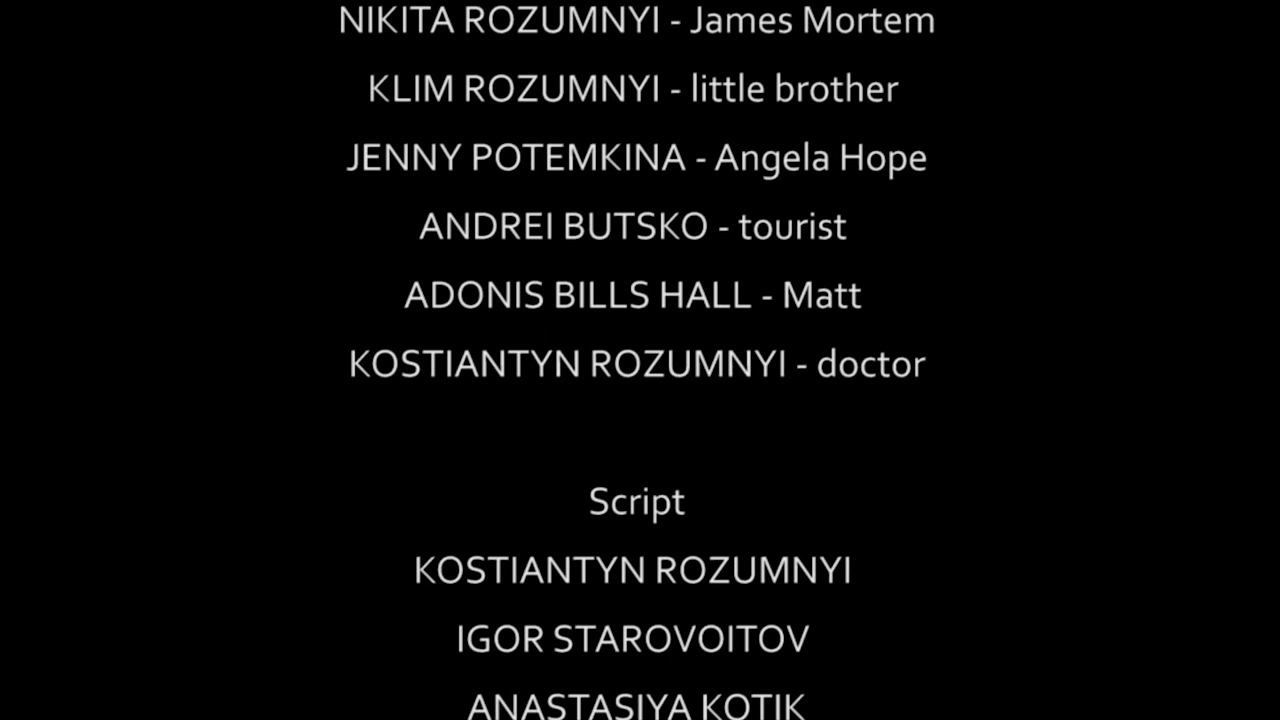 NIKITA ROZUMNYI - James Mortem
KLIM ROZUMNYI - little brother
JENNY POTEMKINA - Angela Hope
ANDREI BUTSKO - tourist
ADONIS BILLS HALL - Matt
KOSTIANTYN ROZUMNYI - doctor
Script
KOSTIANTYN ROZUMNYI
IGOR STAROVOITOV
ANASTASIYA KOTIK